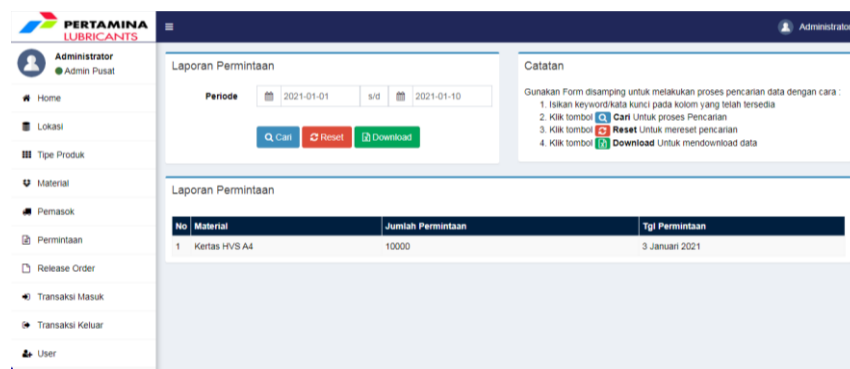 PERTAMINA
LUBRICANTS
Administrator
Administrator
Admin Pusat
Home
Lokasi
Tipe Produk
Material
Pemasok
Permintaan
Release Order
Transaksi Masuk
Transaksi Keluar
User
Laporan Permintaan
Periode 2021-01-01 s/d 2021-01-10
Cari Reset Download
Catatan
Gunakan Form disamping untuk melakukan proses pencarian data dengan cara :
1. Isikan keyword/kata kunci pada kolom yang telah tersedia
2. Klik tombol Cari Untuk proses Pencarian
3. Klik tombol Reset Untuk mereset pencarian
4. Klik tombol Download Untuk mendownload data
Laporan Permintaan
No Material Jumlah Permintaan Tgl Permintaan
1 Kertas HVS A4 10000 3 Januari 2021